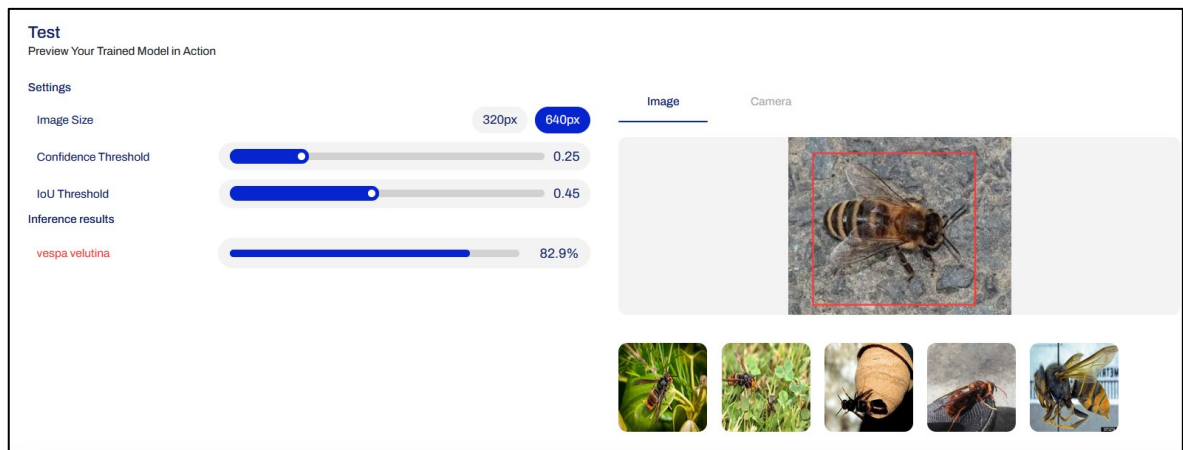 Test
Preview Your Trained Model in Action
Settings
Image Size 320px 640px
Confidence Threshold 0.25
IoU Threshold 0.45
Inference results
vespa velutina 82.9%
Image Camera